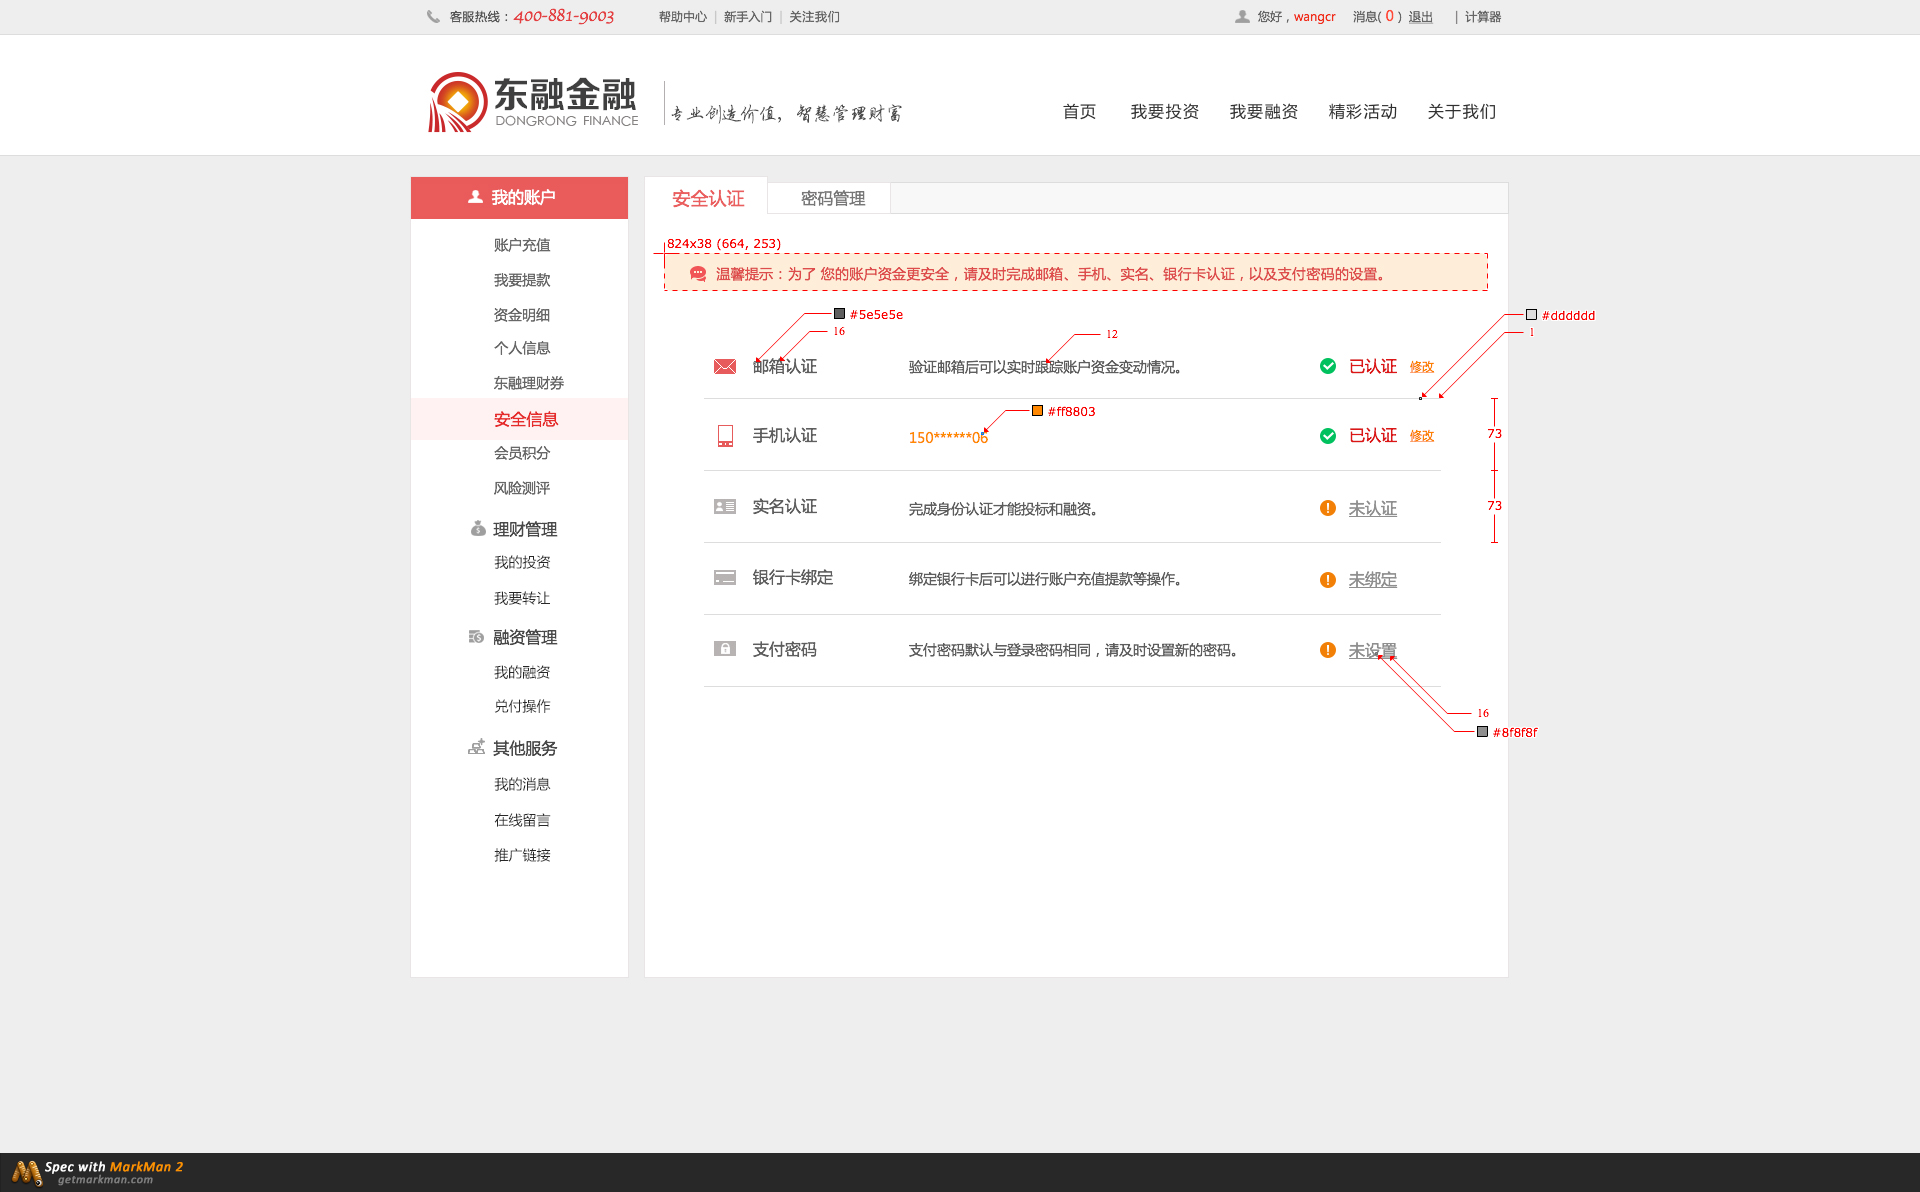 客服热线：400-881-9003 帮助中心 | 新手入门 | 关注我们 您好，wangcr 消息( 0 ) 退出 | 计算器
东融金融
DONGRONG FINANCE
专业创造价值，智慧管理财富
首页 我要投资 我要融资 精彩活动 关于我们
我的账户
账户充值
我要提款
资金明细
个人信息
东融理财券
安全信息
会员积分
风险测评
理财管理
我的投资
我要转让
融资管理
我的融资
兑付操作
其他服务
我的消息
在线留言
推广链接
安全认证 密码管理
824x38 (664, 253)
温馨提示：为了 您的账户资金更安全，请及时完成邮箱、手机、实名、银行卡认证，以及支付密码的设置。
#5e5e5e
16
12
#dddddd
1
邮箱认证 验证邮箱后可以实时跟踪账户资金变动情况。 已认证 修改
#ff8803
手机认证 150******06 已认证 修改
73
实名认证 完成身份认证才能投标和融资。 未认证
73
银行卡绑定 绑定银行卡后可以进行账户充值提款等操作。 未绑定
支付密码 支付密码默认与登录密码相同，请及时设置新的密码。 未设置
16
#8f8f8f
Spec with MarkMan 2
getmarkman.com